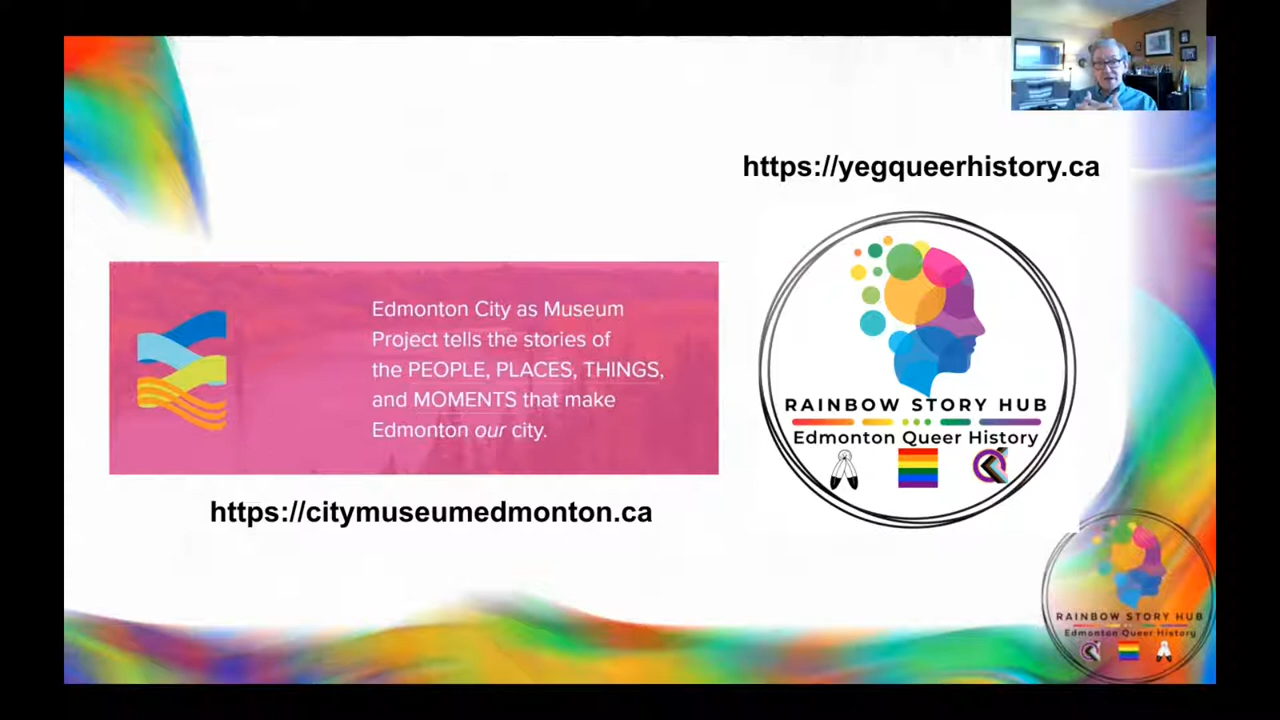 https://yegqueerhistory.ca
Edmonton City as Museum
Project tells the stories of
the PEOPLE, PLACES, THINGS,
and MOMENTS that make
Edmonton our city.
https://citymuseumedmonton.ca
RAINBOW STORY HUB
Edmonton Queer History
RAINBOW STORY HUB
Edmonton Queer History